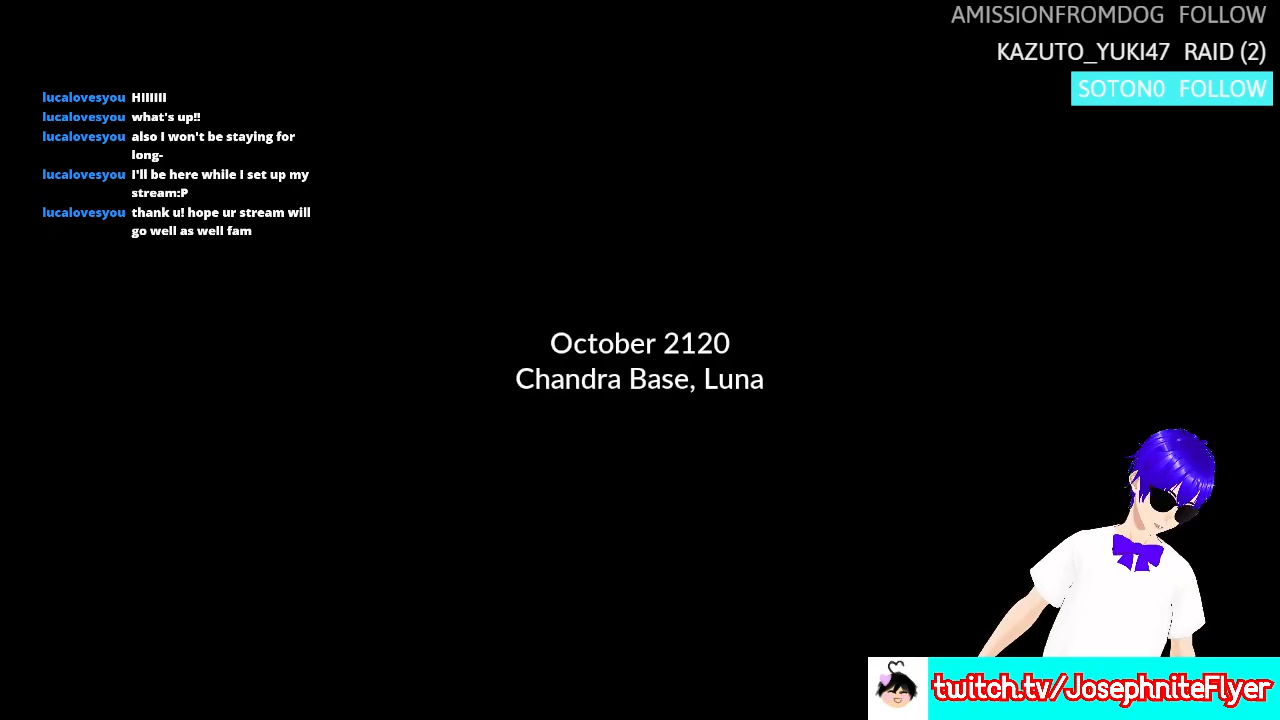 AMISSIONFROMDOG FOLLOW
KAZUTO_YUKI47 RAID (2)
SOTON0 FOLLOW
lucalovesyou HIIIIII
lucalovesyou what's up!!
lucalovesyou also I won't be staying for
long-
lucalovesyou I'll be here while I set up my
stream:P
lucalovesyou thank u! hope ur stream will
go well as well fam
October 2120
Chandra Base, Luna
twitch.tv/JosephniteFlyer